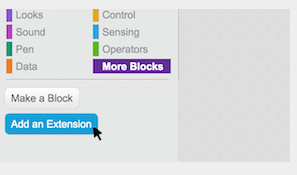 Looks Control
Sound Sensing
Pen Operators
Data More Blocks
Make a Block
Add an Extension